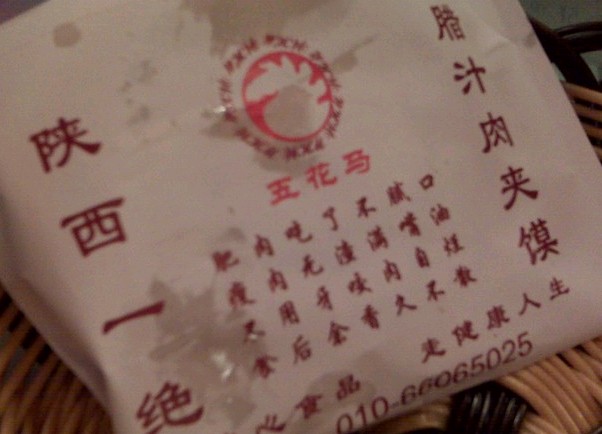 腊汁肉夹馍
陕西一绝
五花马
肥肉吃了不腻口
瘦肉无渣满嘴油
不用牙咬肉自烂
食后余香久不散
心食品 走健康人生
010-66065025